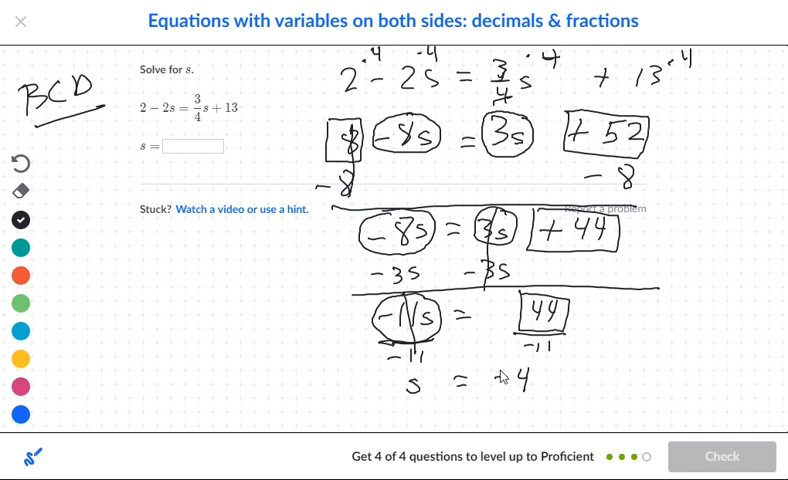 Equations with variables on both sides: decimals & fractions
BCD
Solve for s.
2 − 2s = 3/4 s + 13
s =
Stuck? Watch a video or use a hint.
Report a problem
2·4 − 2s·4 = 3/4 s·4 + 13·4
8 − 8s = 3s + 52
− 8 − 8
− 8s = 3s + 44
− 3s − 3s
− 11s = 44
− 11 − 11
s = − 4
Get 4 of 4 questions to level up to Proficient
Check